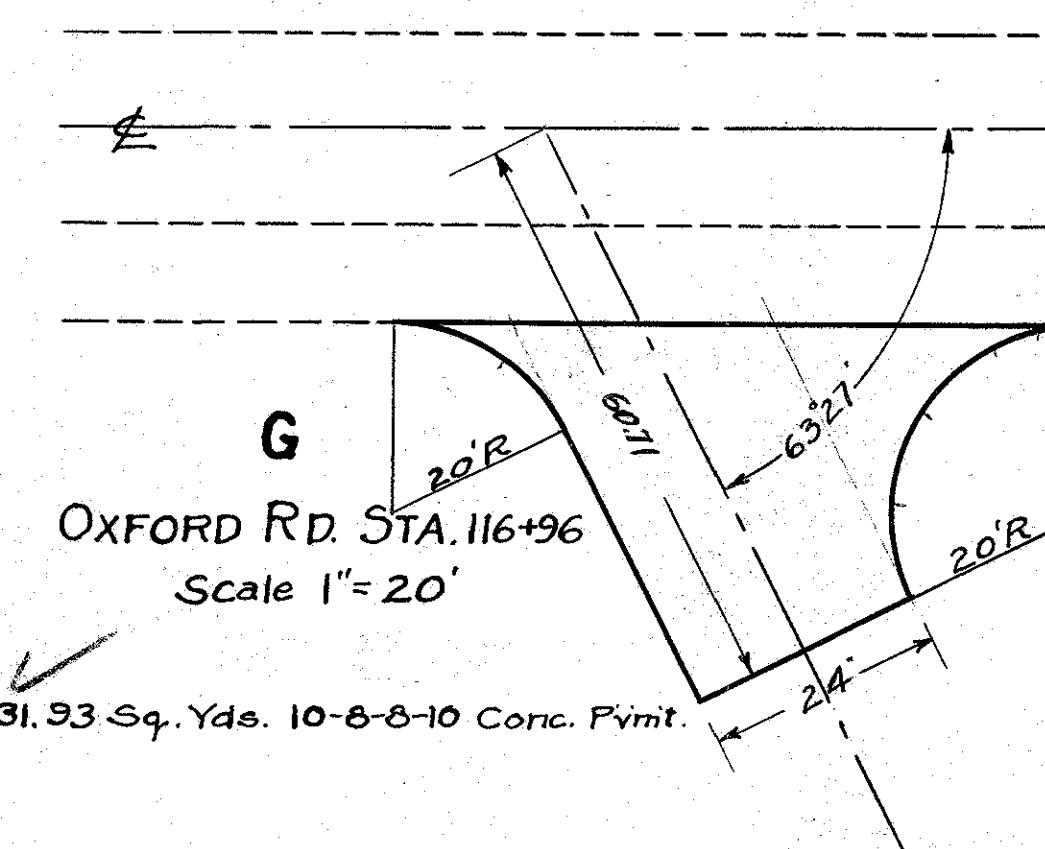 ℄
60.71
63°27'
G
20'R
OXFORD RD. STA. 116+96
Scale 1"=20'
20'R
24'
31.93 Sq. Yds. 10-8-8-10 Conc. Pvmt.